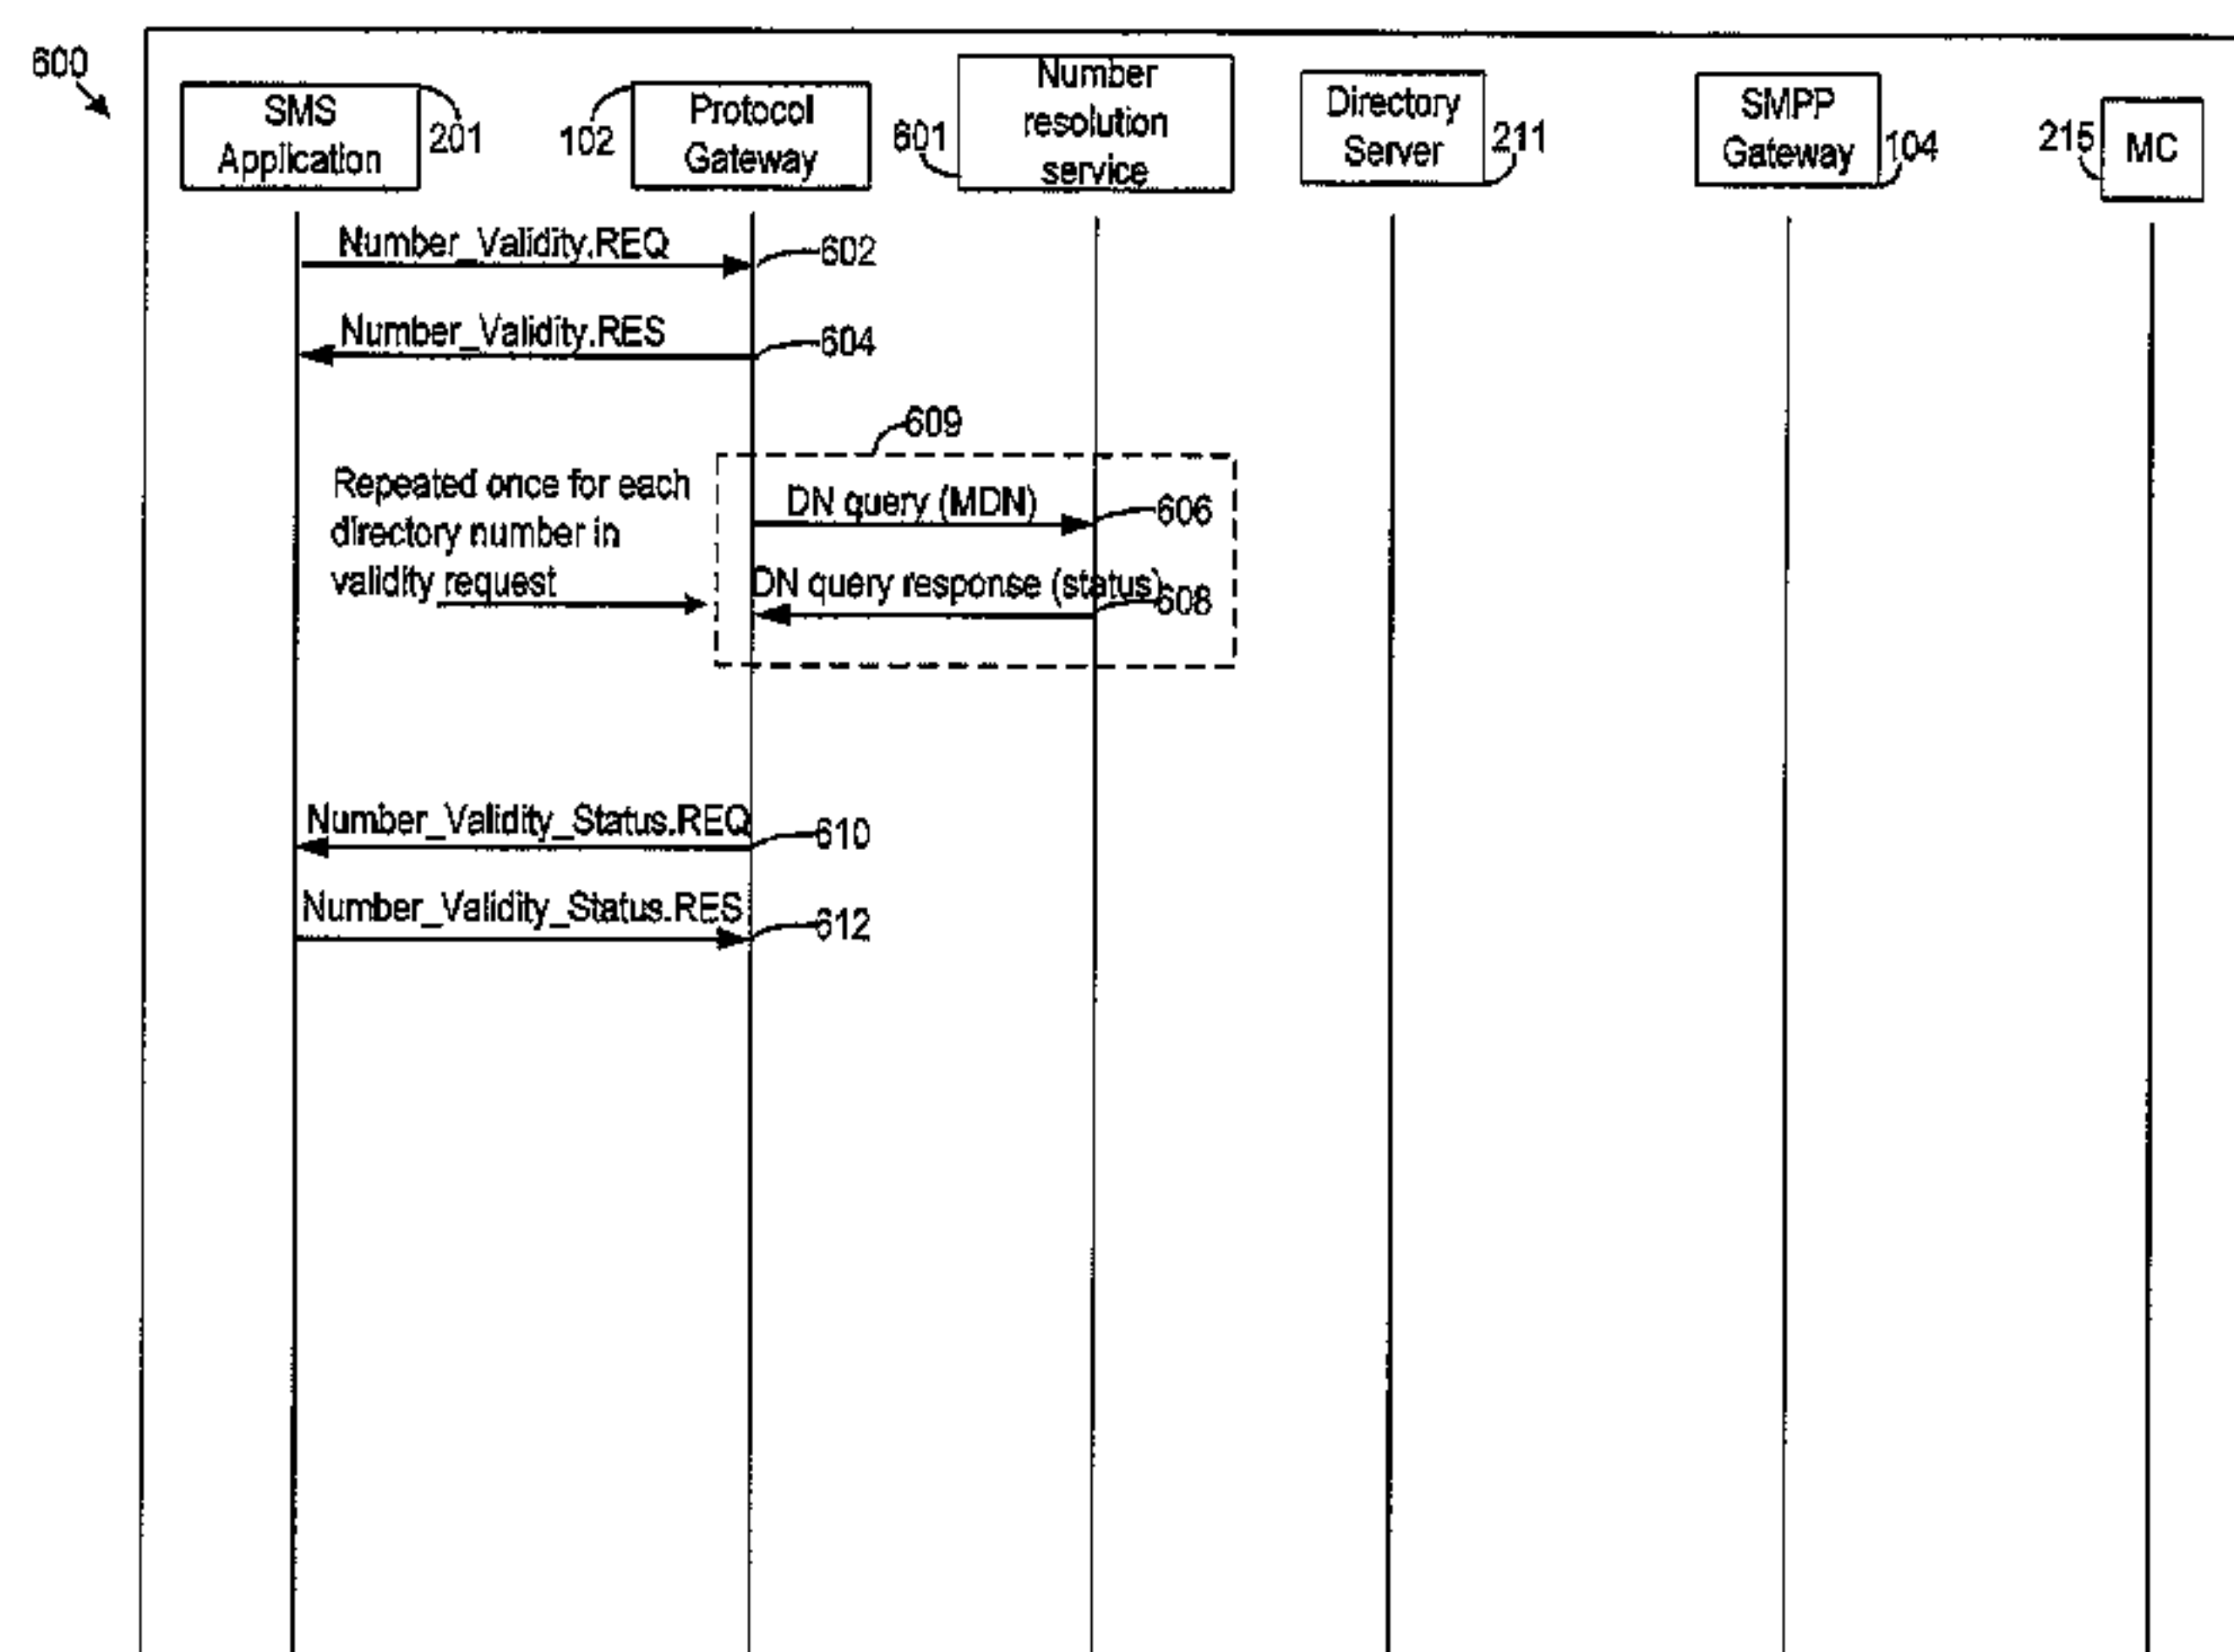 600
SMS
Application
201
102
Protocol
Gateway
601
Number
resolution
service
Directory
Server
211
SMPP
Gateway
104
215
MC
Number_Validity.REQ
602
Number_Validity.RES
604
609
Repeated once for each
directory number in
validity request
DN query (MDN)
606
DN query response (status)
608
Number_Validity_Status.REQ
610
Number_Validity_Status.RES
612